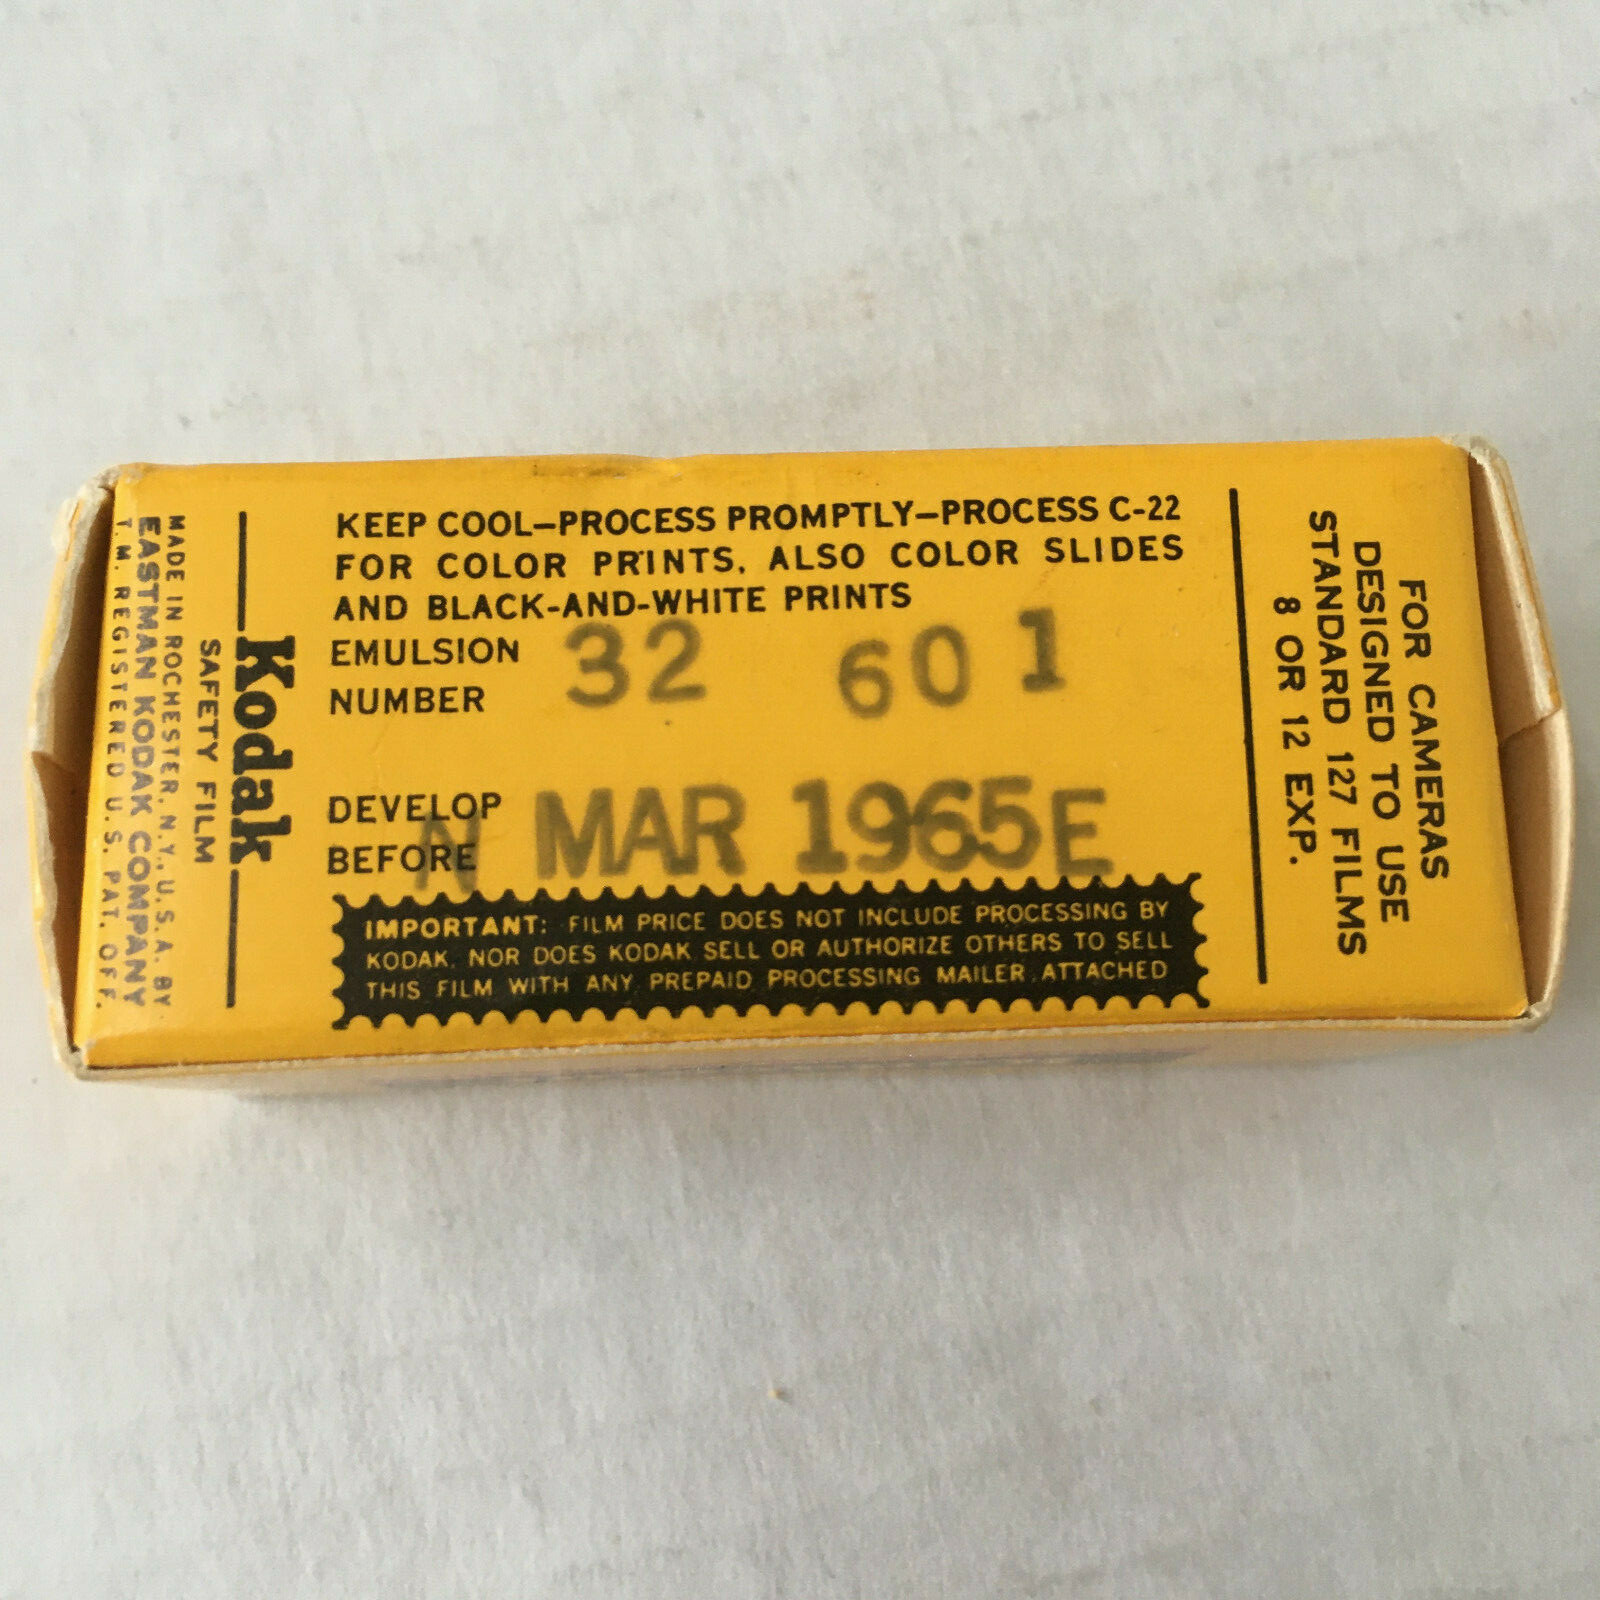 KEEP COOL—PROCESS PROMPTLY—PROCESS C-22
FOR COLOR PRINTS, ALSO COLOR SLIDES
AND BLACK-AND-WHITE PRINTS
EMULSION
NUMBER
32 60 1
DEVELOP
BEFORE
N MAR 1965 E
IMPORTANT: FILM PRICE DOES NOT INCLUDE PROCESSING BY
KODAK, NOR DOES KODAK SELL OR AUTHORIZE OTHERS TO SELL
THIS FILM WITH ANY PREPAID PROCESSING MAILER ATTACHED
Kodak
SAFETY FILM
MADE IN ROCHESTER, N.Y., U.S.A. BY
EASTMAN KODAK COMPANY
T.M. REGISTERED U.S. PAT. OFF.
FOR CAMERAS
DESIGNED TO USE
STANDARD 127 FILMS
8 OR 12 EXP.